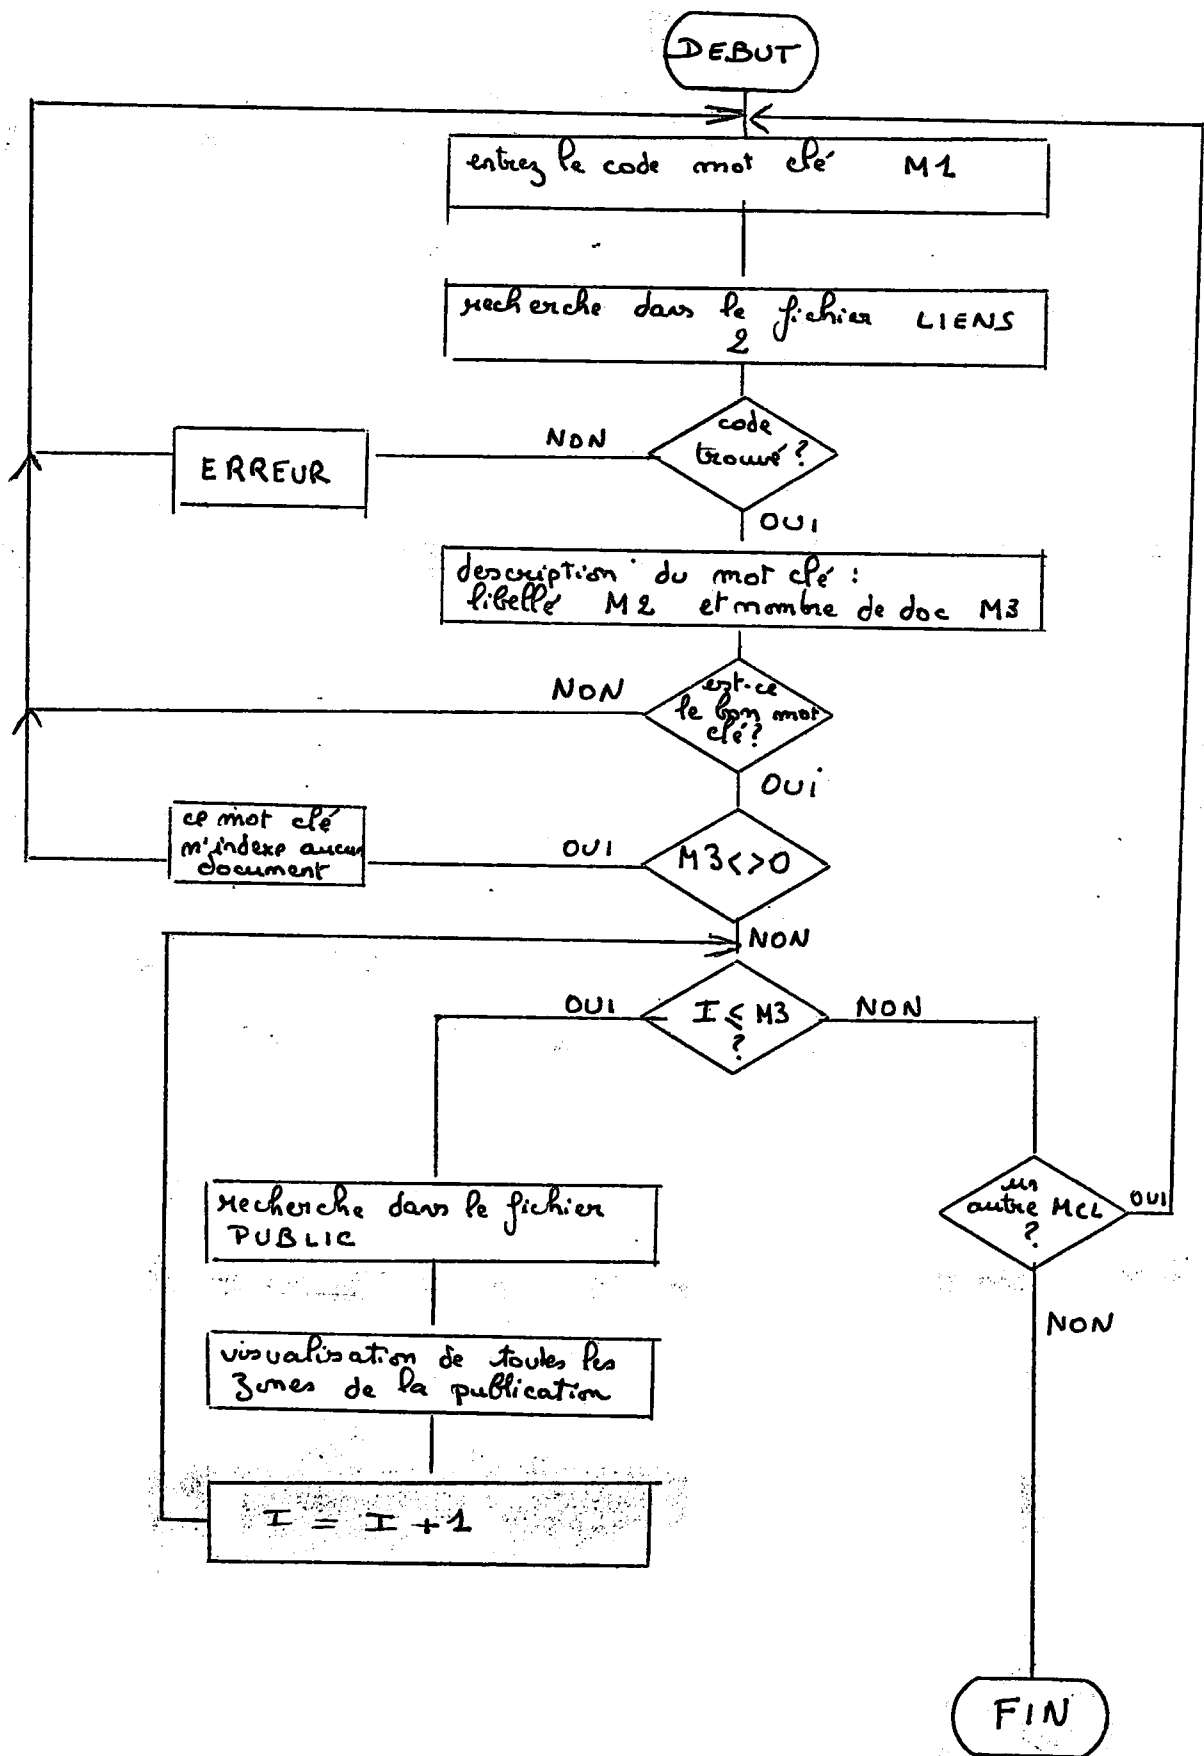 DEBUT
entrez le code mot clé M1
recherche dans le fichier LIENS
2
code
trouvé ?
NON
ERREUR
OUI
description du mot clé :
libellé M2 et nombre de doc M3
est-ce
le bon mot
clé ?
NON
OUI
M3<>0
OUI
ce mot clé
n'indexe aucun
document
NON
I ≤ M3
?
OUI
NON
recherche dans le fichier
PUBLIC
un
autre MCL
?
OUI
NON
visualisation de toutes les
zones de la publication
I = I + 1
FIN